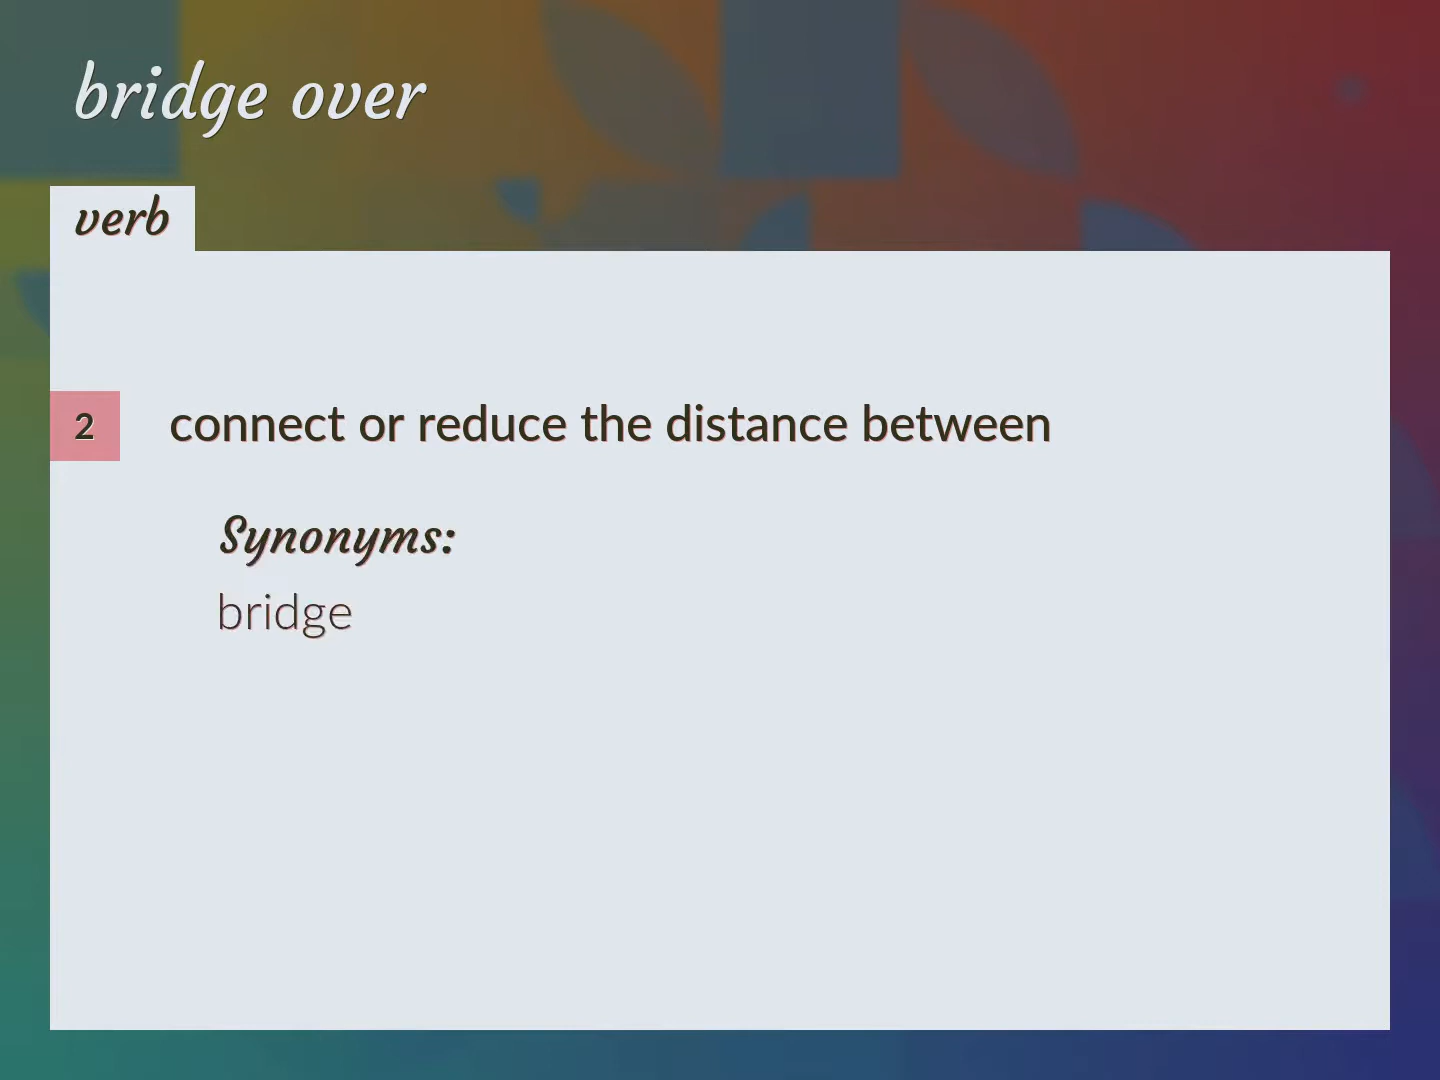 bridge over
verb
2 connect or reduce the distance between
Synonyms:
bridge